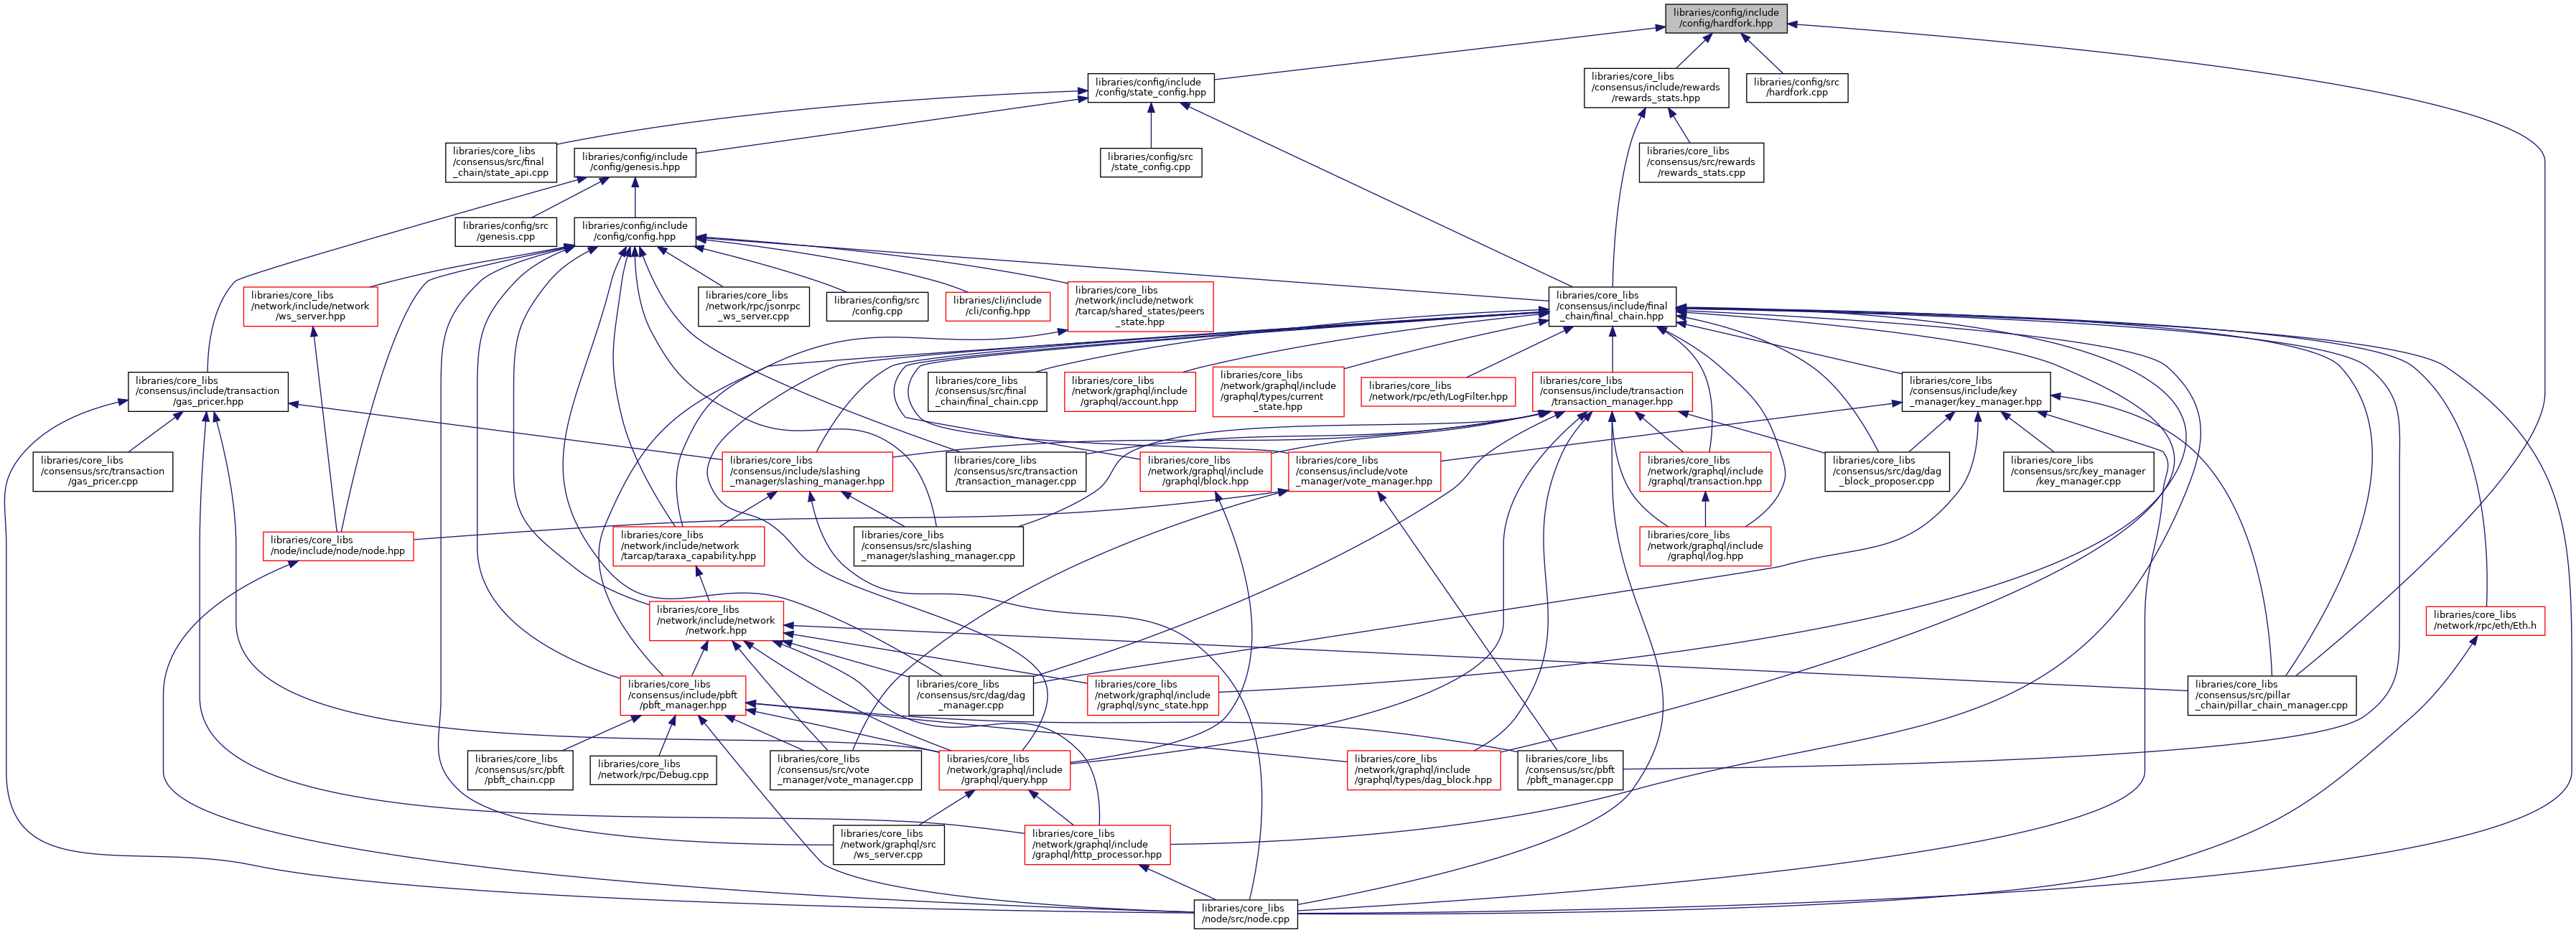 libraries/config/include
/config/hardfork.hpp
libraries/config/include
/config/state_config.hpp
libraries/core_libs
/consensus/include/rewards
/rewards_stats.hpp
libraries/config/src
/hardfork.cpp
libraries/core_libs
/consensus/src/final
_chain/state_api.cpp
libraries/config/include
/config/genesis.hpp
libraries/config/src
/state_config.cpp
libraries/core_libs
/consensus/src/rewards
/rewards_stats.cpp
libraries/config/src
/genesis.cpp
libraries/config/include
/config/config.hpp
libraries/core_libs
/network/include/network
/ws_server.hpp
libraries/core_libs
/network/rpc/jsonrpc
_ws_server.cpp
libraries/config/src
/config.cpp
libraries/cli/include
/cli/config.hpp
libraries/core_libs
/network/include/network
/tarcap/shared_states/peers
_state.hpp
libraries/core_libs
/consensus/include/final
_chain/final_chain.hpp
libraries/core_libs
/consensus/include/transaction
/gas_pricer.hpp
libraries/core_libs
/consensus/src/final
_chain/final_chain.cpp
libraries/core_libs
/network/graphql/include
/graphql/account.hpp
libraries/core_libs
/network/graphql/include
/graphql/types/current
_state.hpp
libraries/core_libs
/network/rpc/eth/LogFilter.hpp
libraries/core_libs
/consensus/include/transaction
/transaction_manager.hpp
libraries/core_libs
/consensus/include/key
_manager/key_manager.hpp
libraries/core_libs
/consensus/src/transaction
/gas_pricer.cpp
libraries/core_libs
/consensus/include/slashing
_manager/slashing_manager.hpp
libraries/core_libs
/consensus/src/transaction
/transaction_manager.cpp
libraries/core_libs
/network/graphql/include
/graphql/block.hpp
libraries/core_libs
/consensus/include/vote
_manager/vote_manager.hpp
libraries/core_libs
/network/graphql/include
/graphql/transaction.hpp
libraries/core_libs
/consensus/src/dag/dag
_block_proposer.cpp
libraries/core_libs
/consensus/src/key_manager
/key_manager.cpp
libraries/core_libs
/node/include/node/node.hpp
libraries/core_libs
/network/include/network
/tarcap/taraxa_capability.hpp
libraries/core_libs
/consensus/src/slashing
_manager/slashing_manager.cpp
libraries/core_libs
/network/graphql/include
/graphql/log.hpp
libraries/core_libs
/network/include/network
/network.hpp
libraries/core_libs
/network/rpc/eth/Eth.h
libraries/core_libs
/consensus/include/pbft
/pbft_manager.hpp
libraries/core_libs
/consensus/src/dag/dag
_manager.cpp
libraries/core_libs
/network/graphql/include
/graphql/sync_state.hpp
libraries/core_libs
/consensus/src/pillar
_chain/pillar_chain_manager.cpp
libraries/core_libs
/consensus/src/pbft
/pbft_chain.cpp
libraries/core_libs
/network/rpc/Debug.cpp
libraries/core_libs
/consensus/src/vote
_manager/vote_manager.cpp
libraries/core_libs
/network/graphql/include
/graphql/query.hpp
libraries/core_libs
/network/graphql/include
/graphql/types/dag_block.hpp
libraries/core_libs
/consensus/src/pbft
/pbft_manager.cpp
libraries/core_libs
/network/graphql/src
/ws_server.cpp
libraries/core_libs
/network/graphql/include
/graphql/http_processor.hpp
libraries/core_libs
/node/src/node.cpp